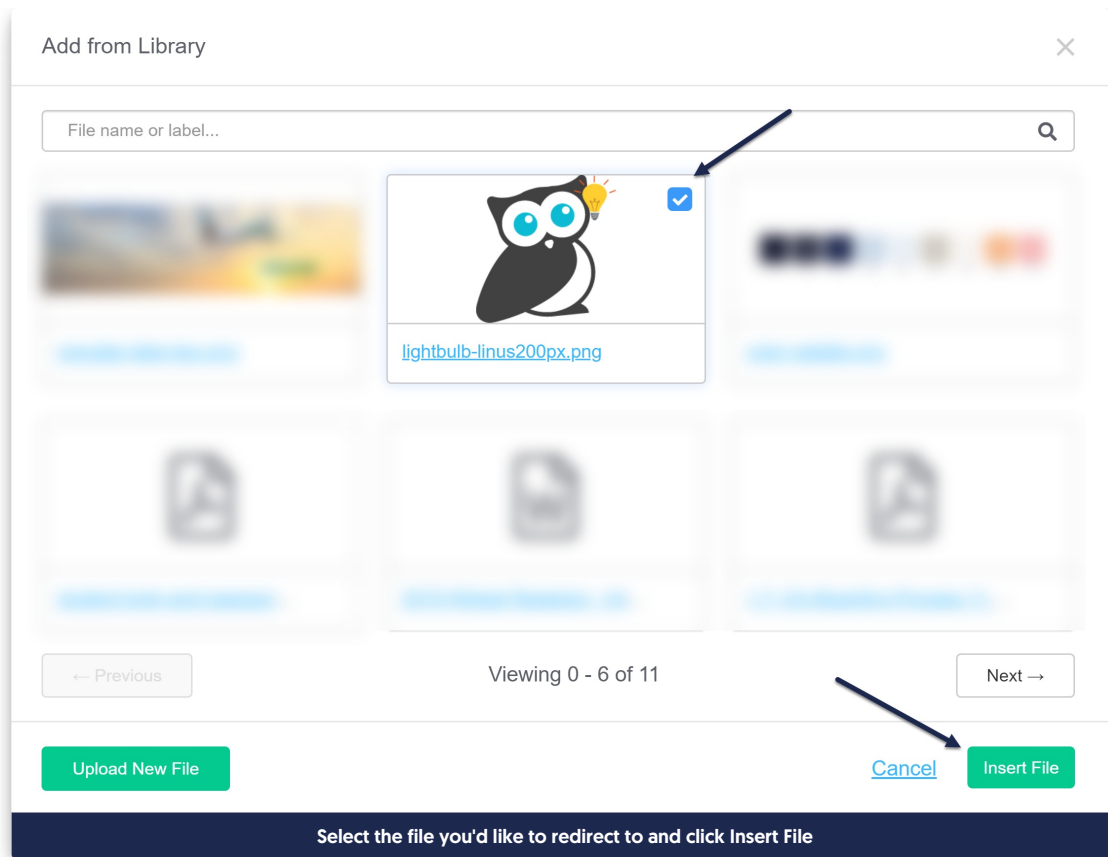 Add from Library
File name or label...
lightbulb-linus200px.png
← Previous
Viewing 0 - 6 of 11
Next →
Upload New File
Cancel
Insert File
Select the file you'd like to redirect to and click Insert File